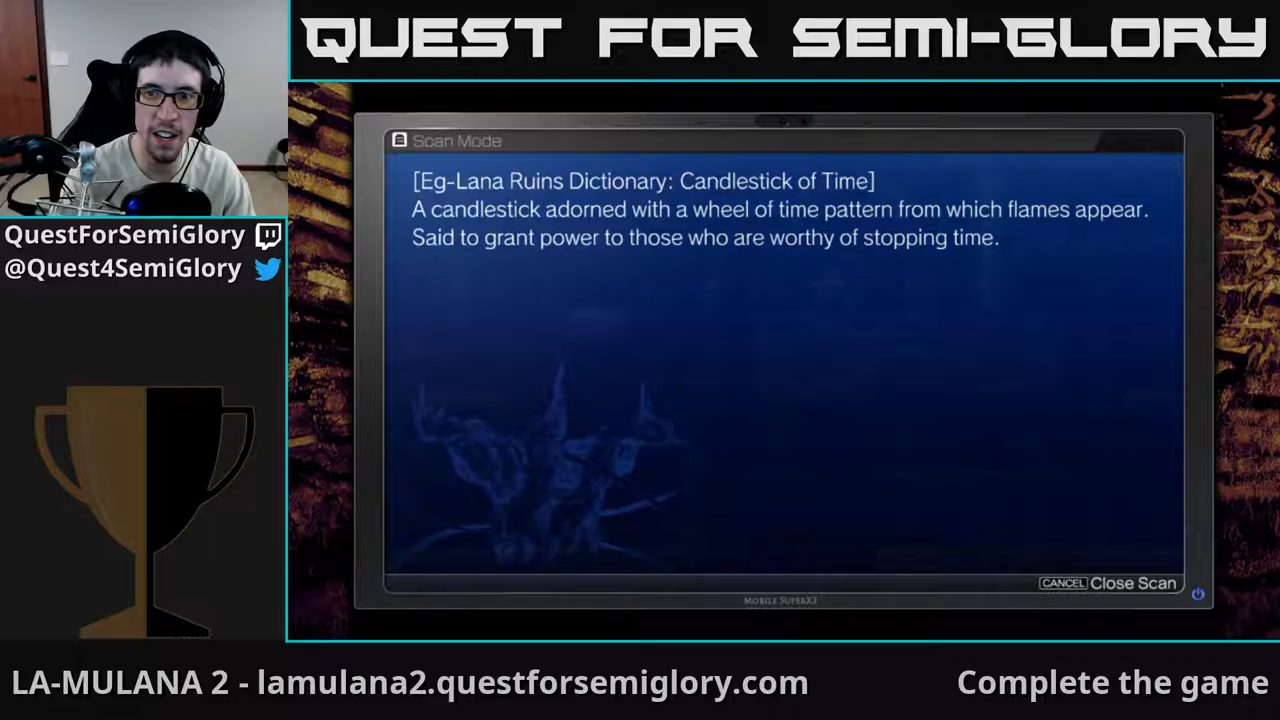 QUEST FOR SEMI-GLORY
Scan Mode
[Eg-Lana Ruins Dictionary: Candlestick of Time]
A candlestick adorned with a wheel of time pattern from which flames appear.
Said to grant power to those who are worthy of stopping time.
CANCEL Close Scan
MOBILE SUPERX3
QuestForSemiGlory
@Quest4SemiGlory
LA-MULANA 2 - lamulana2.questforsemiglory.com
Complete the game